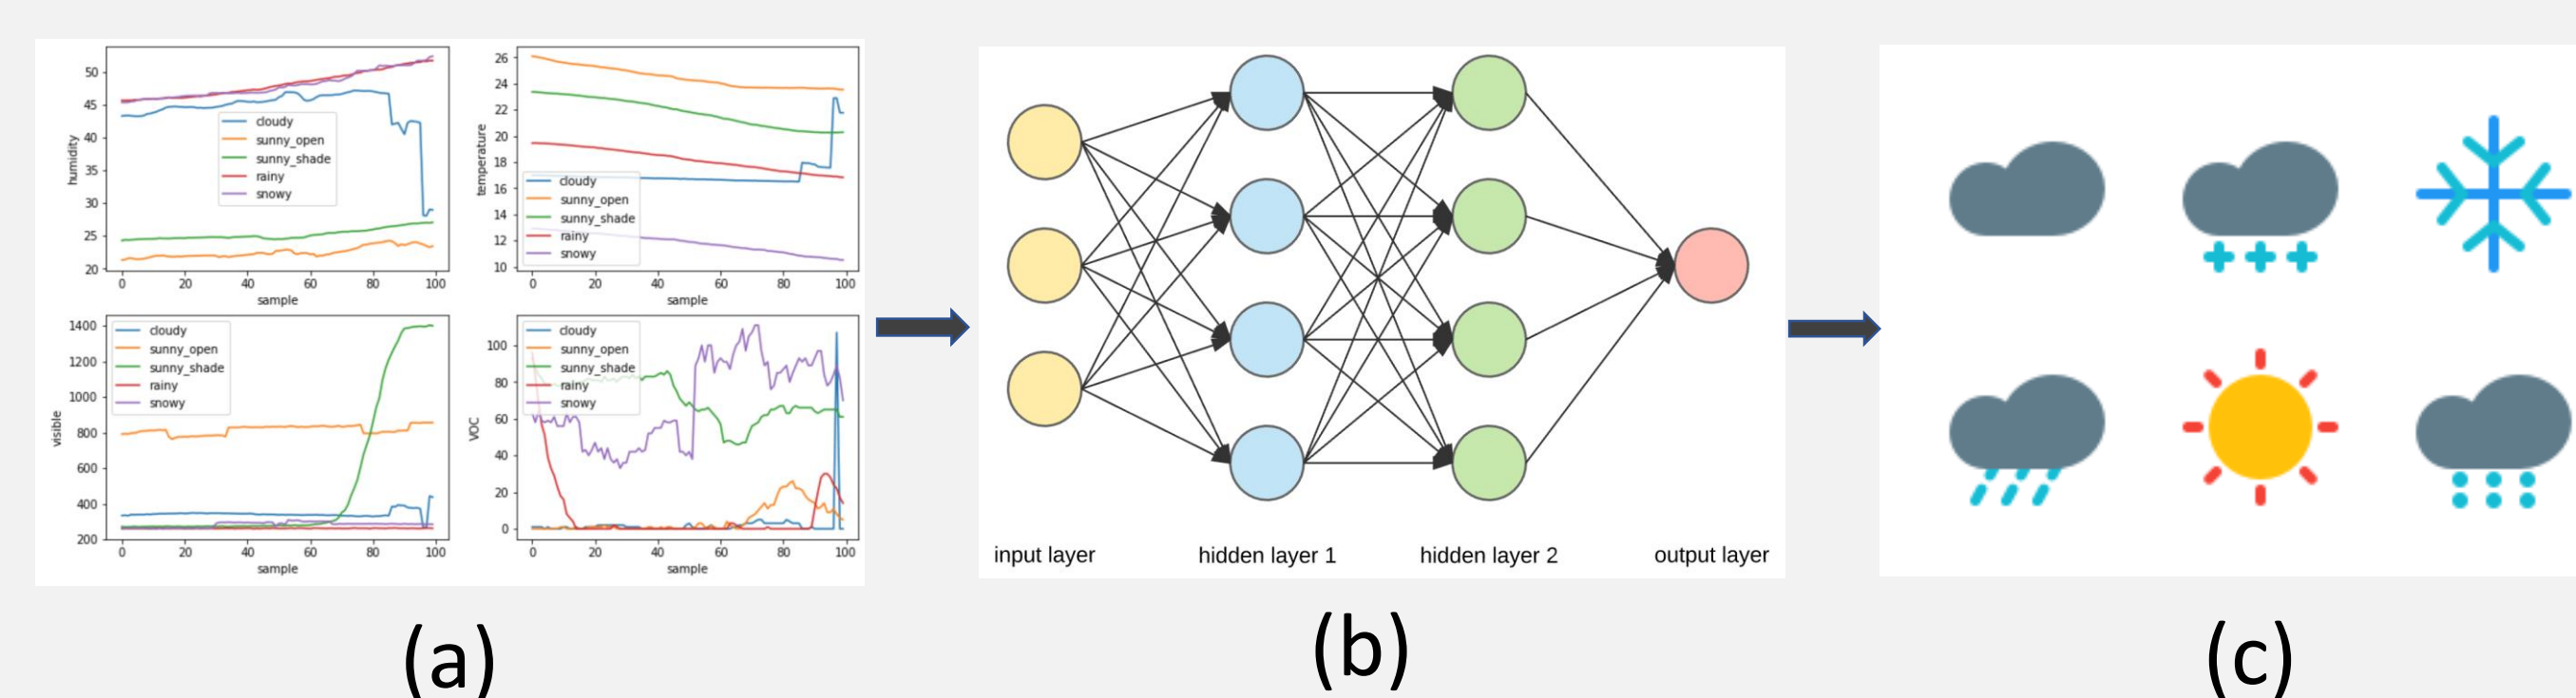 humidity
50
45
40
35
30
25
20
cloudy
sunny_open
sunny_shade
rainy
snowy
0 20 40 60 80 100
sample
temperature
26
24
22
20
18
16
14
12
10
cloudy
sunny_open
sunny_shade
rainy
snowy
0 20 40 60 80 100
sample
visible
1400
1200
1000
800
600
400
200
cloudy
sunny_open
sunny_shade
rainy
snowy
0 20 40 60 80 100
sample
VOC
100
80
60
40
20
0
cloudy
sunny_open
sunny_shade
rainy
snowy
0 20 40 60 80 100
sample
(a)
input layer hidden layer 1 hidden layer 2 output layer
(b)
(c)